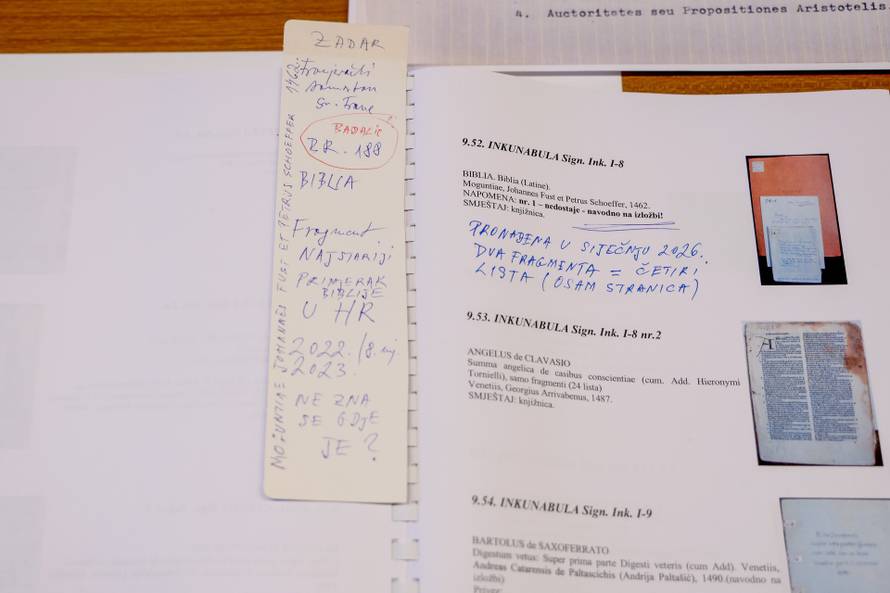 4. Auctoritetes seu Propositiones Aristotelis.
ZADAR
Franjevački
samostan
sv. Frane
BADALIĆ
BR. 188
BIBLIJA
Fragment
NAJSTARIJI
PRIMJERAK
BIBLIJE
U HR
2022./8. mj.
2023.
NE ZNA
SE GDJE
JE?
MOGUNTIAE JOHANNES FUST ET PETRUS SCHOEFFER 1462.
9.52. INKUNABULA Sign. Ink. I-8
BIBLIA. Biblia (Latine).
Moguntiae, Johannes Fust et Petrus Schoeffer, 1462.
NAPOMENA: nr. 1 – nedostaje - navodno na izložbi!
SMJEŠTAJ: knjižnica.
PRONAĐENA U SIJEČNJU 2026.
DVA FRAGMENTA = ČETIRI
LISTA (OSAM STRANICA)
9.53. INKUNABULA Sign. Ink. I-8 nr.2
ANGELUS de CLAVASIO
Summa angelica de casibus conscientiae (cum. Add. Hieronymi
Tornielli), samo fragmenti (24 lista)
Venetiis, Georgius Arrivabenus, 1487.
SMJEŠTAJ: knjižnica.
9.54. INKUNABULA Sign. Ink. I-9
BARTOLUS de SAXOFERRATO
Digestum vetus: Super prima parte Digesti veteris (cum Add). Venetiis,
Andreas Catarensis de Paltascichis (Andrija Paltašić), 1490.(navodno na
izložbi)